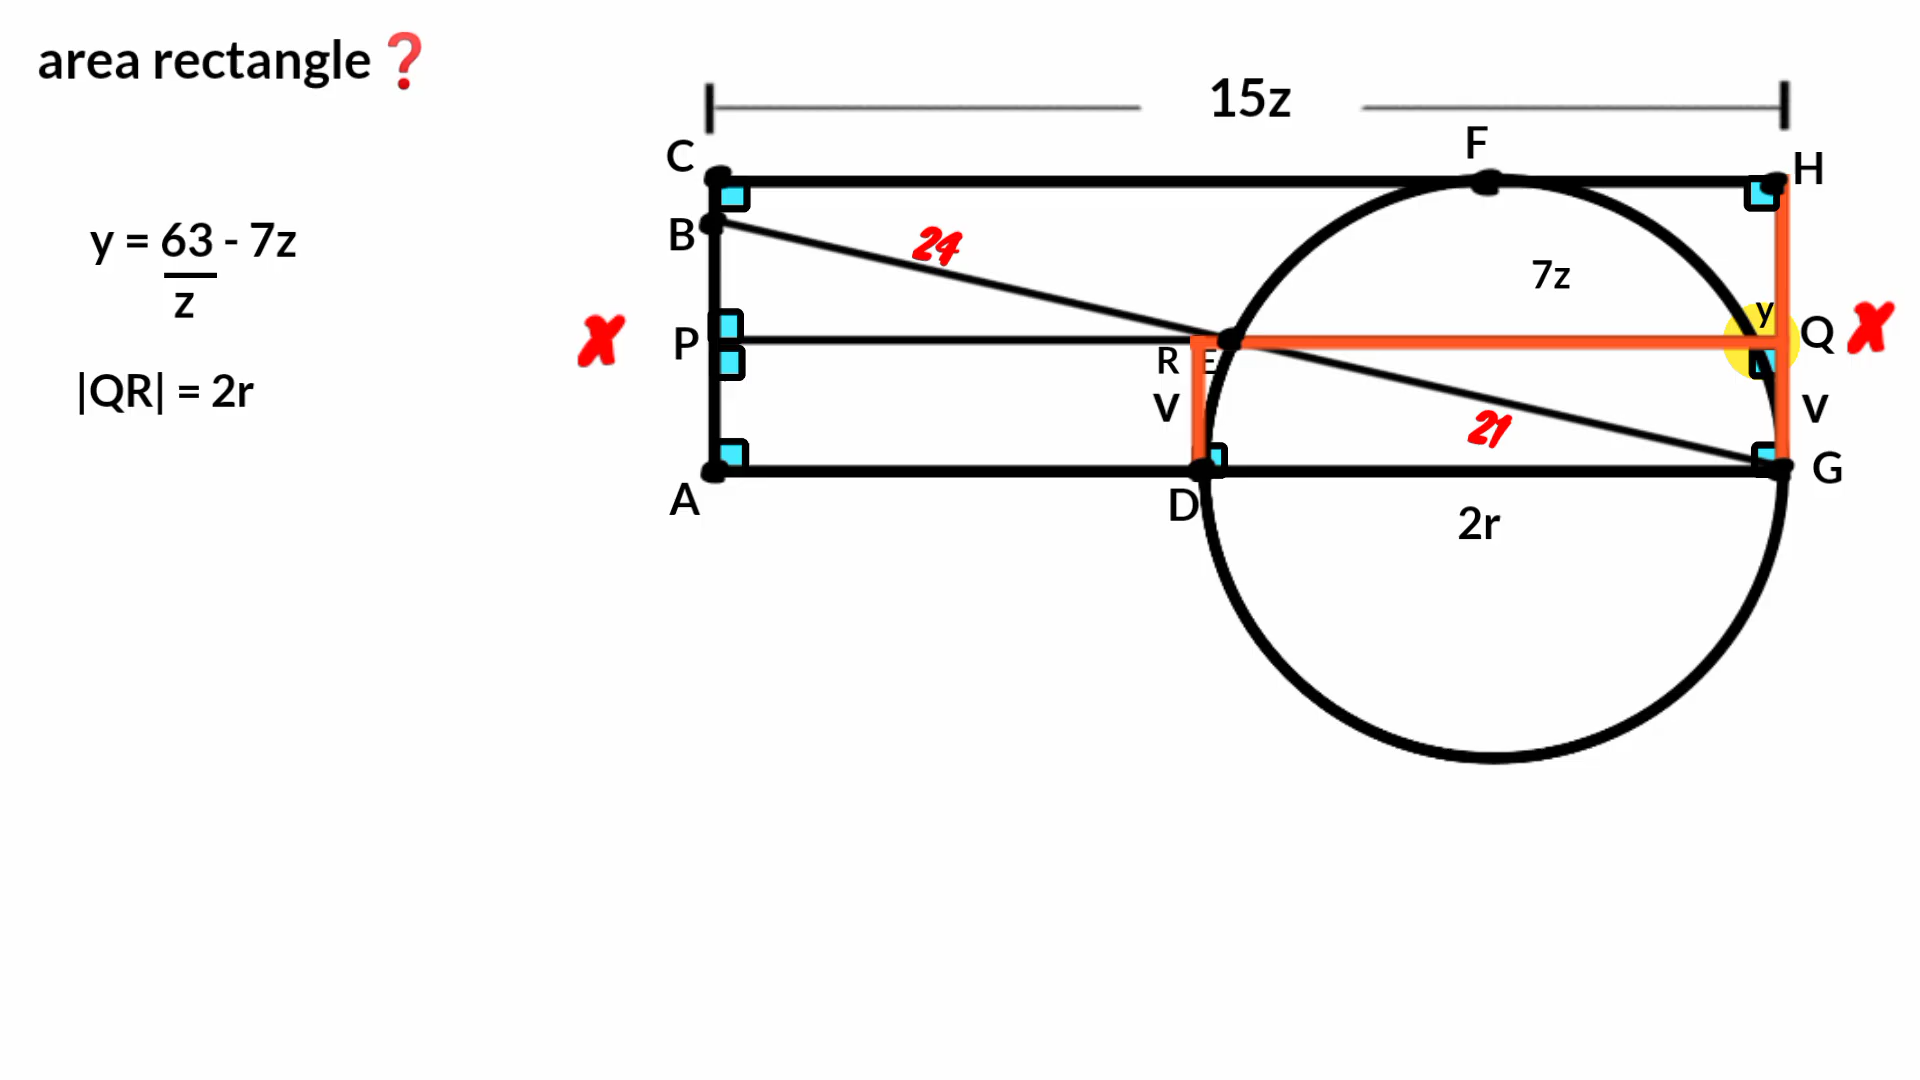 area rectangle❓
15z
C
F
H
B
24
7z
y = 63 - 7z
z
y
P
R
E
Q
|QR| = 2r
V
21
V
A
D
G
2r